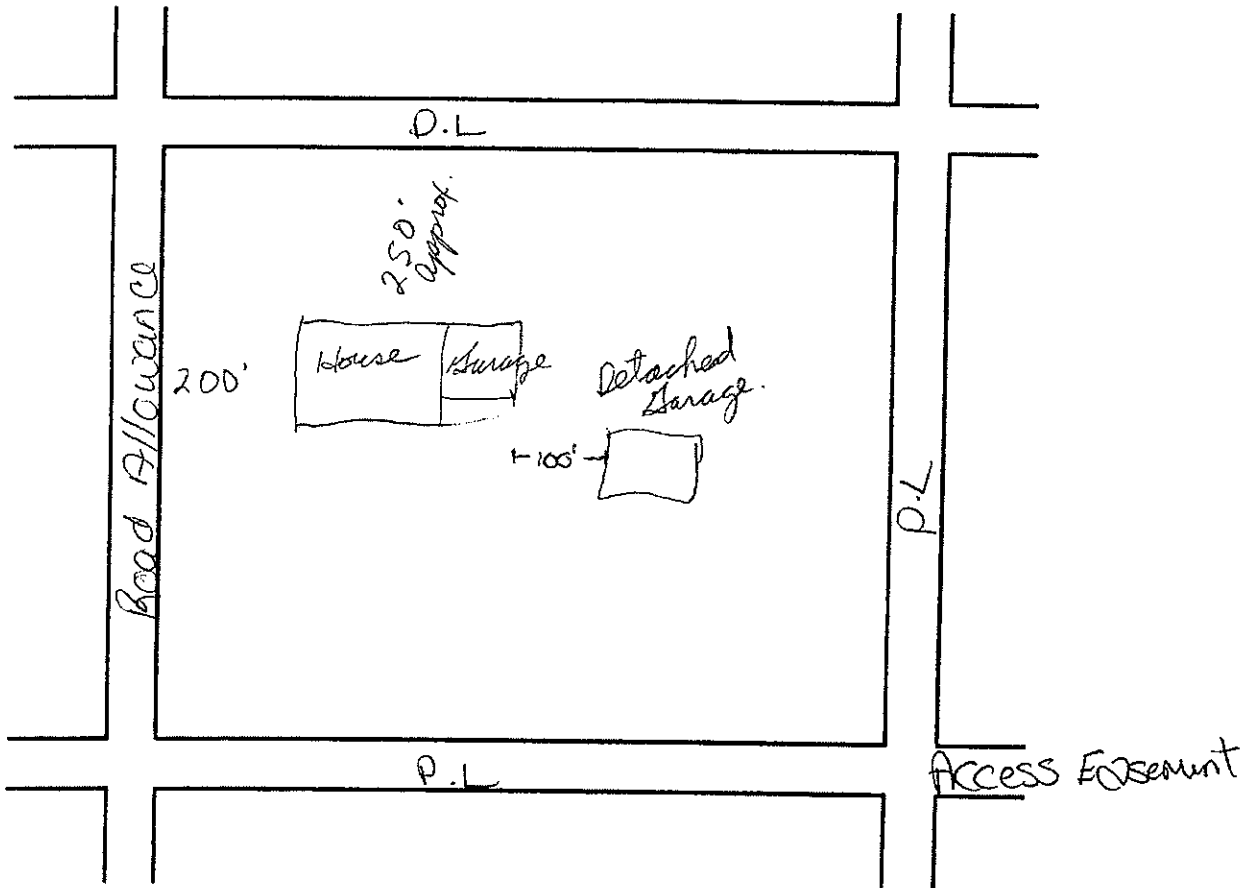 P.L
250'
approx.
Road Allowance
200'
House
Garage
Detached
Garage.
100'
P.L
P.L
Access Easement